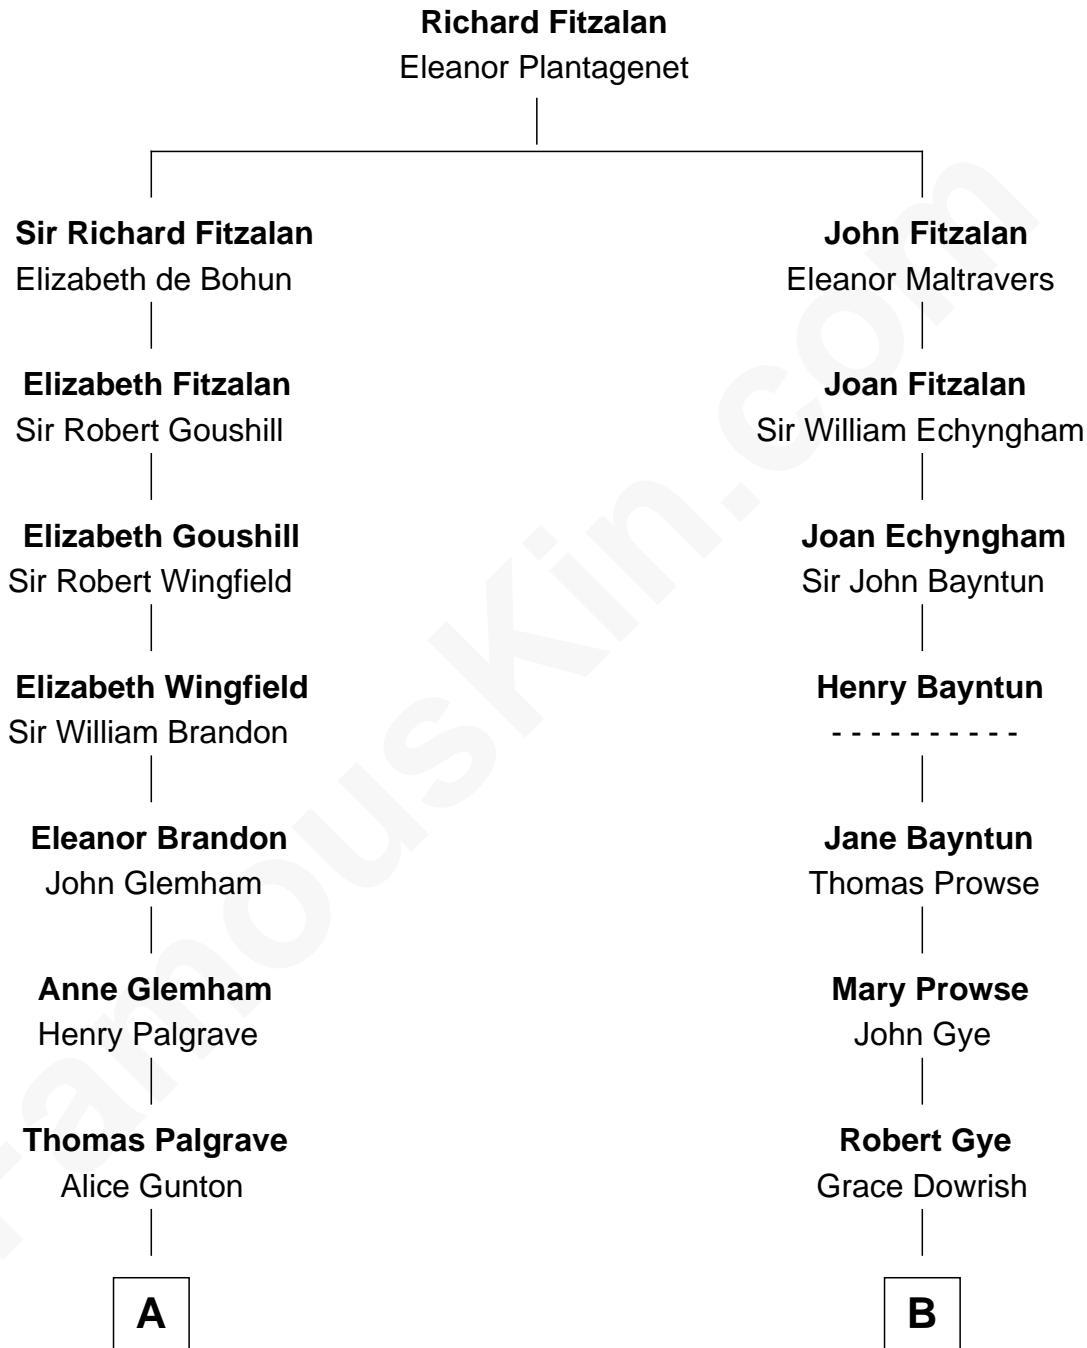 Richard Fitzalan
Eleanor Plantagenet
Sir Richard Fitzalan
Elizabeth de Bohun
John Fitzalan
Eleanor Maltravers
Elizabeth Fitzalan
Sir Robert Goushill
Joan Fitzalan
Sir William Echyngham
Elizabeth Goushill
Sir Robert Wingfield
Joan Echyngham
Sir John Bayntun
Elizabeth Wingfield
Sir William Brandon
Henry Bayntun
- - - - - - - - - -
Eleanor Brandon
John Glemham
Jane Bayntun
Thomas Prowse
Anne Glemham
Henry Palgrave
Mary Prowse
John Gye
Thomas Palgrave
Alice Gunton
Robert Gye
Grace Dowrish
A
B
FamousKin.com